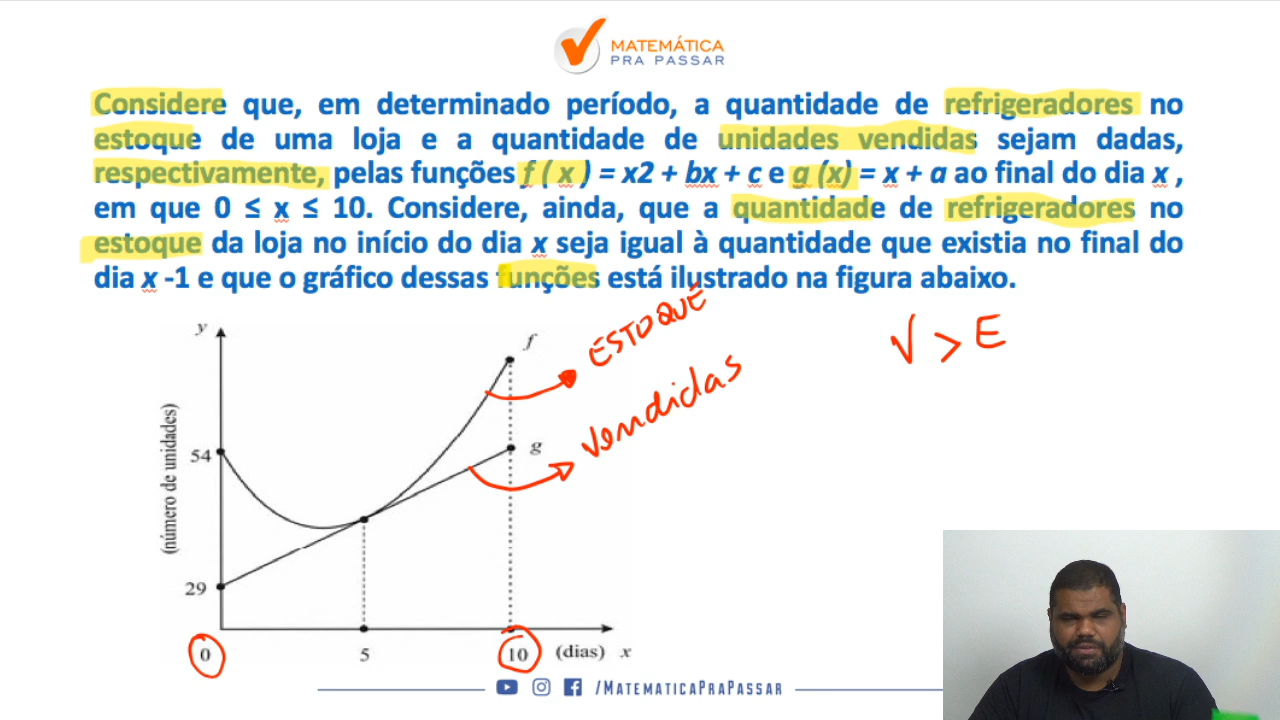 MATEMÁTICA
PRA PASSAR
Considere que, em determinado período, a quantidade de refrigeradores no
estoque de uma loja e a quantidade de unidades vendidas sejam dadas,
respectivamente, pelas funções f ( x ) = x2 + bx + c e g (x) = x + a ao final do dia x ,
em que 0 ≤ x ≤ 10. Considere, ainda, que a quantidade de refrigeradores no
estoque da loja no início do dia x seja igual à quantidade que existia no final do
dia x -1 e que o gráfico dessas funções está ilustrado na figura abaixo.
y
f
ESTOQUE
V > E
vendidas
g
(número de unidades)
54
29
0
5
10
(dias) x
/MATEMATICAPRAPASSAR